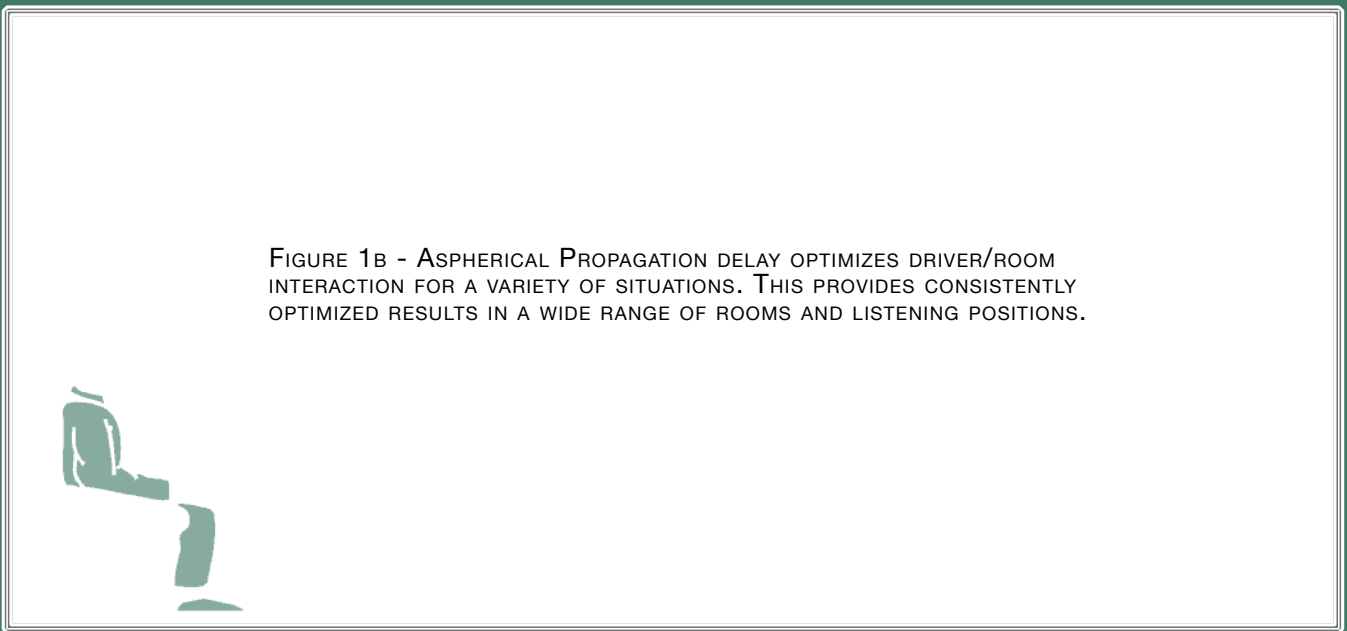 Figure 1b - Aspherical Propagation delay optimizes driver/room
interaction for a variety of situations. This provides consistently
optimized results in a wide range of rooms and listening positions.